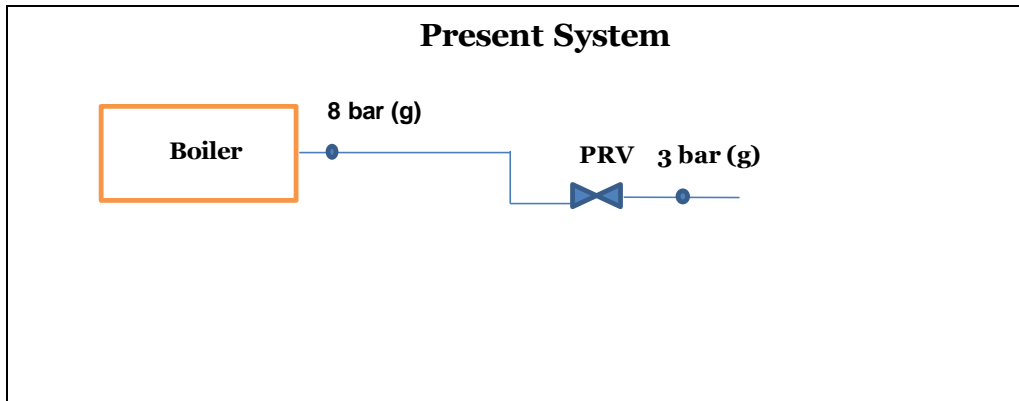 Present System
8 bar (g)
Boiler
PRV 3 bar (g)